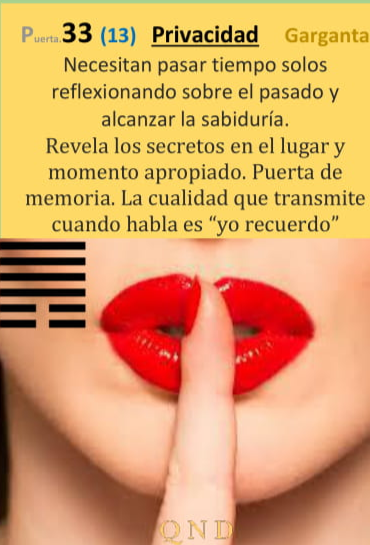 Puerta.33 (13) Privacidad Garganta
Necesitan pasar tiempo solos
reflexionando sobre el pasado y
alcanzar la sabiduría.
Revela los secretos en el lugar y
momento apropiado. Puerta de
memoria. La cualidad que transmite
cuando habla es “yo recuerdo”
QND